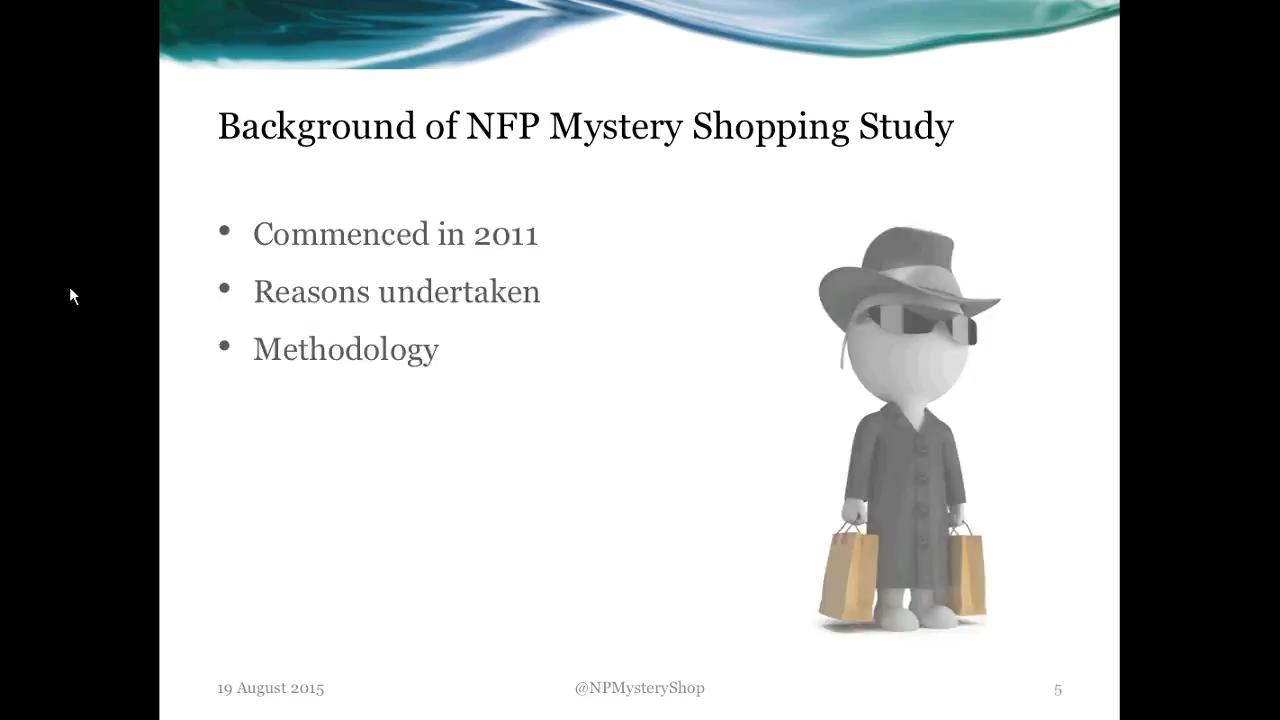 Background of NFP Mystery Shopping Study
• Commenced in 2011
• Reasons undertaken
• Methodology
19 August 2015
@NPMysteryShop
5